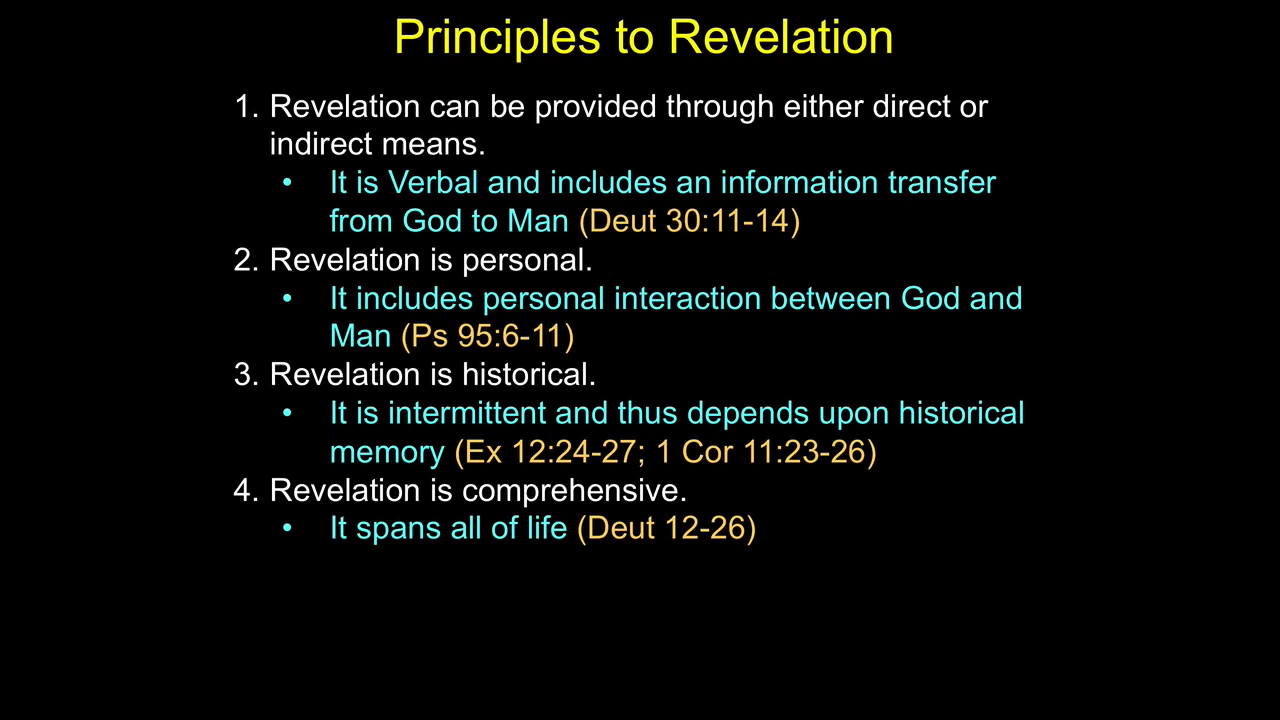 Principles to Revelation
1. Revelation can be provided through either direct or
indirect means.
• It is Verbal and includes an information transfer
from God to Man (Deut 30:11-14)
2. Revelation is personal.
• It includes personal interaction between God and
Man (Ps 95:6-11)
3. Revelation is historical.
• It is intermittent and thus depends upon historical
memory (Ex 12:24-27; 1 Cor 11:23-26)
4. Revelation is comprehensive.
• It spans all of life (Deut 12-26)